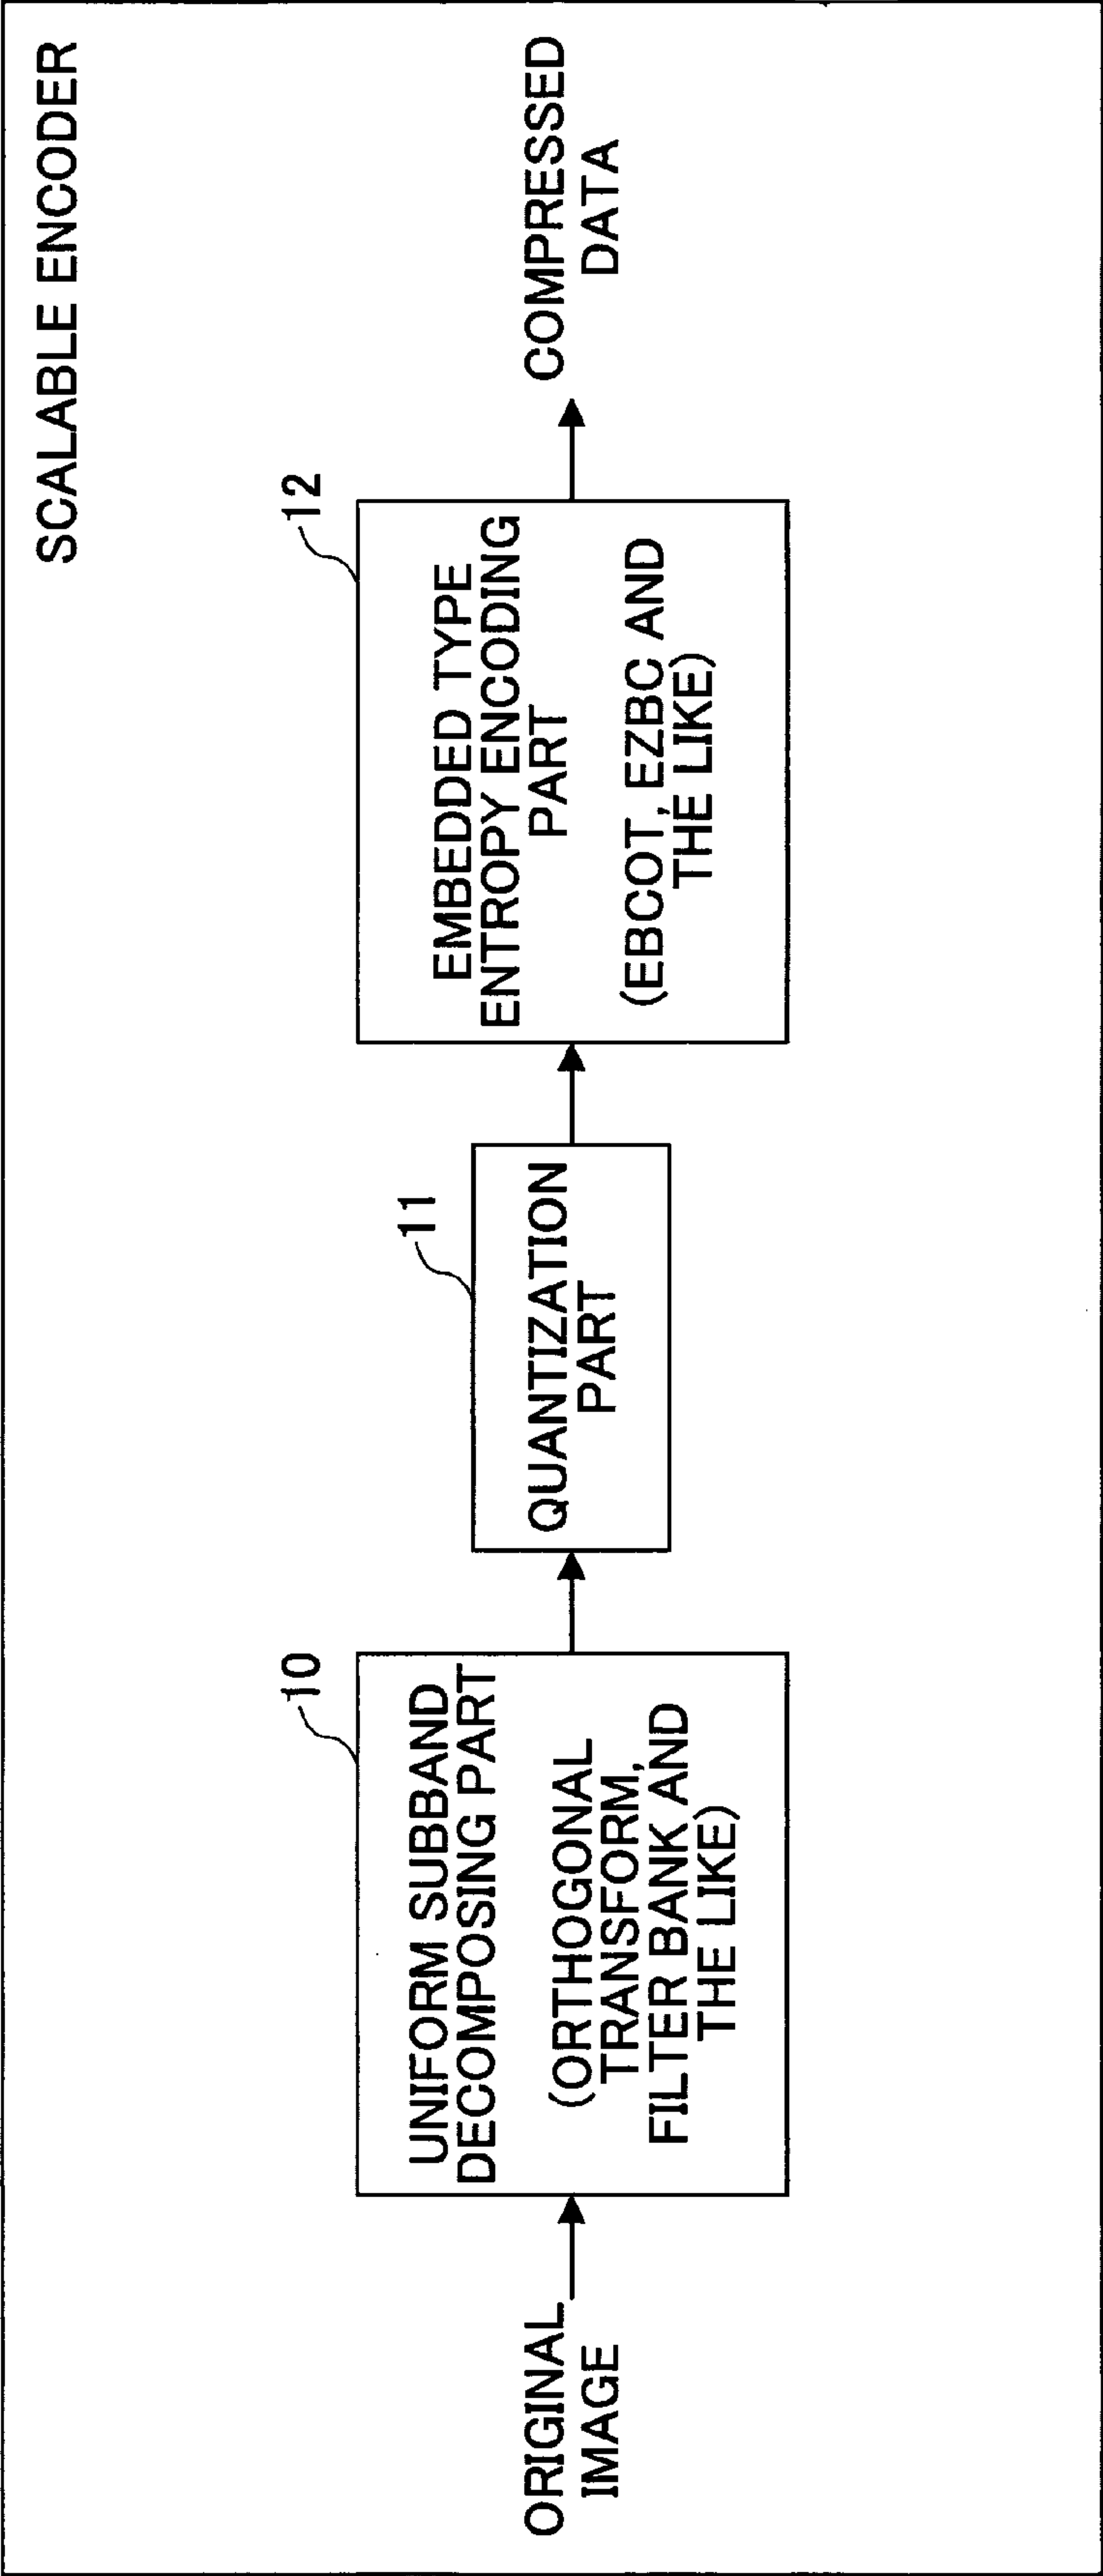 SCALABLE ENCODER
ORIGINAL
IMAGE
10
UNIFORM SUBBAND
DECOMPOSING PART
(ORTHOGONAL
TRANSFORM,
FILTER BANK AND
THE LIKE)
11
QUANTIZATION
PART
12
EMBEDDED TYPE
ENTROPY ENCODING
PART
(EBCOT, EZBC AND
THE LIKE)
COMPRESSED
DATA